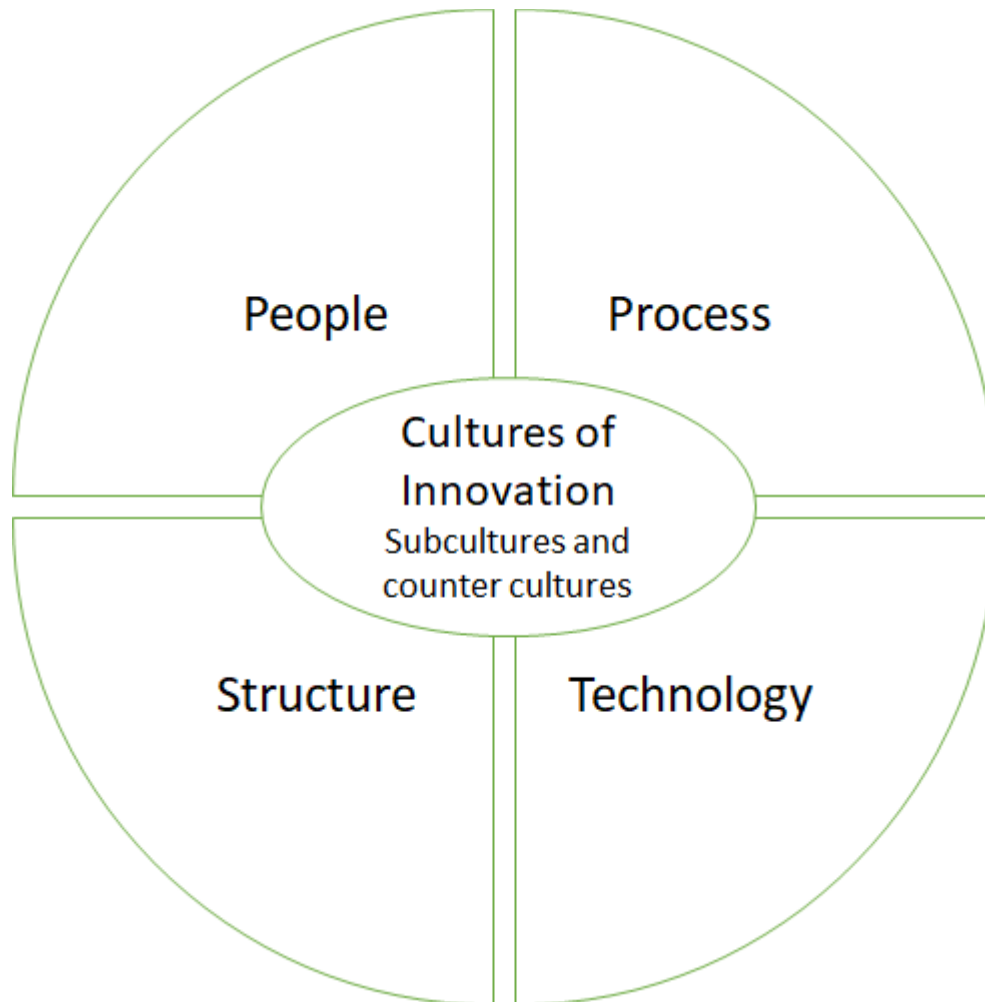 People
Process
Cultures of
Innovation
Subcultures and
counter cultures
Structure
Technology